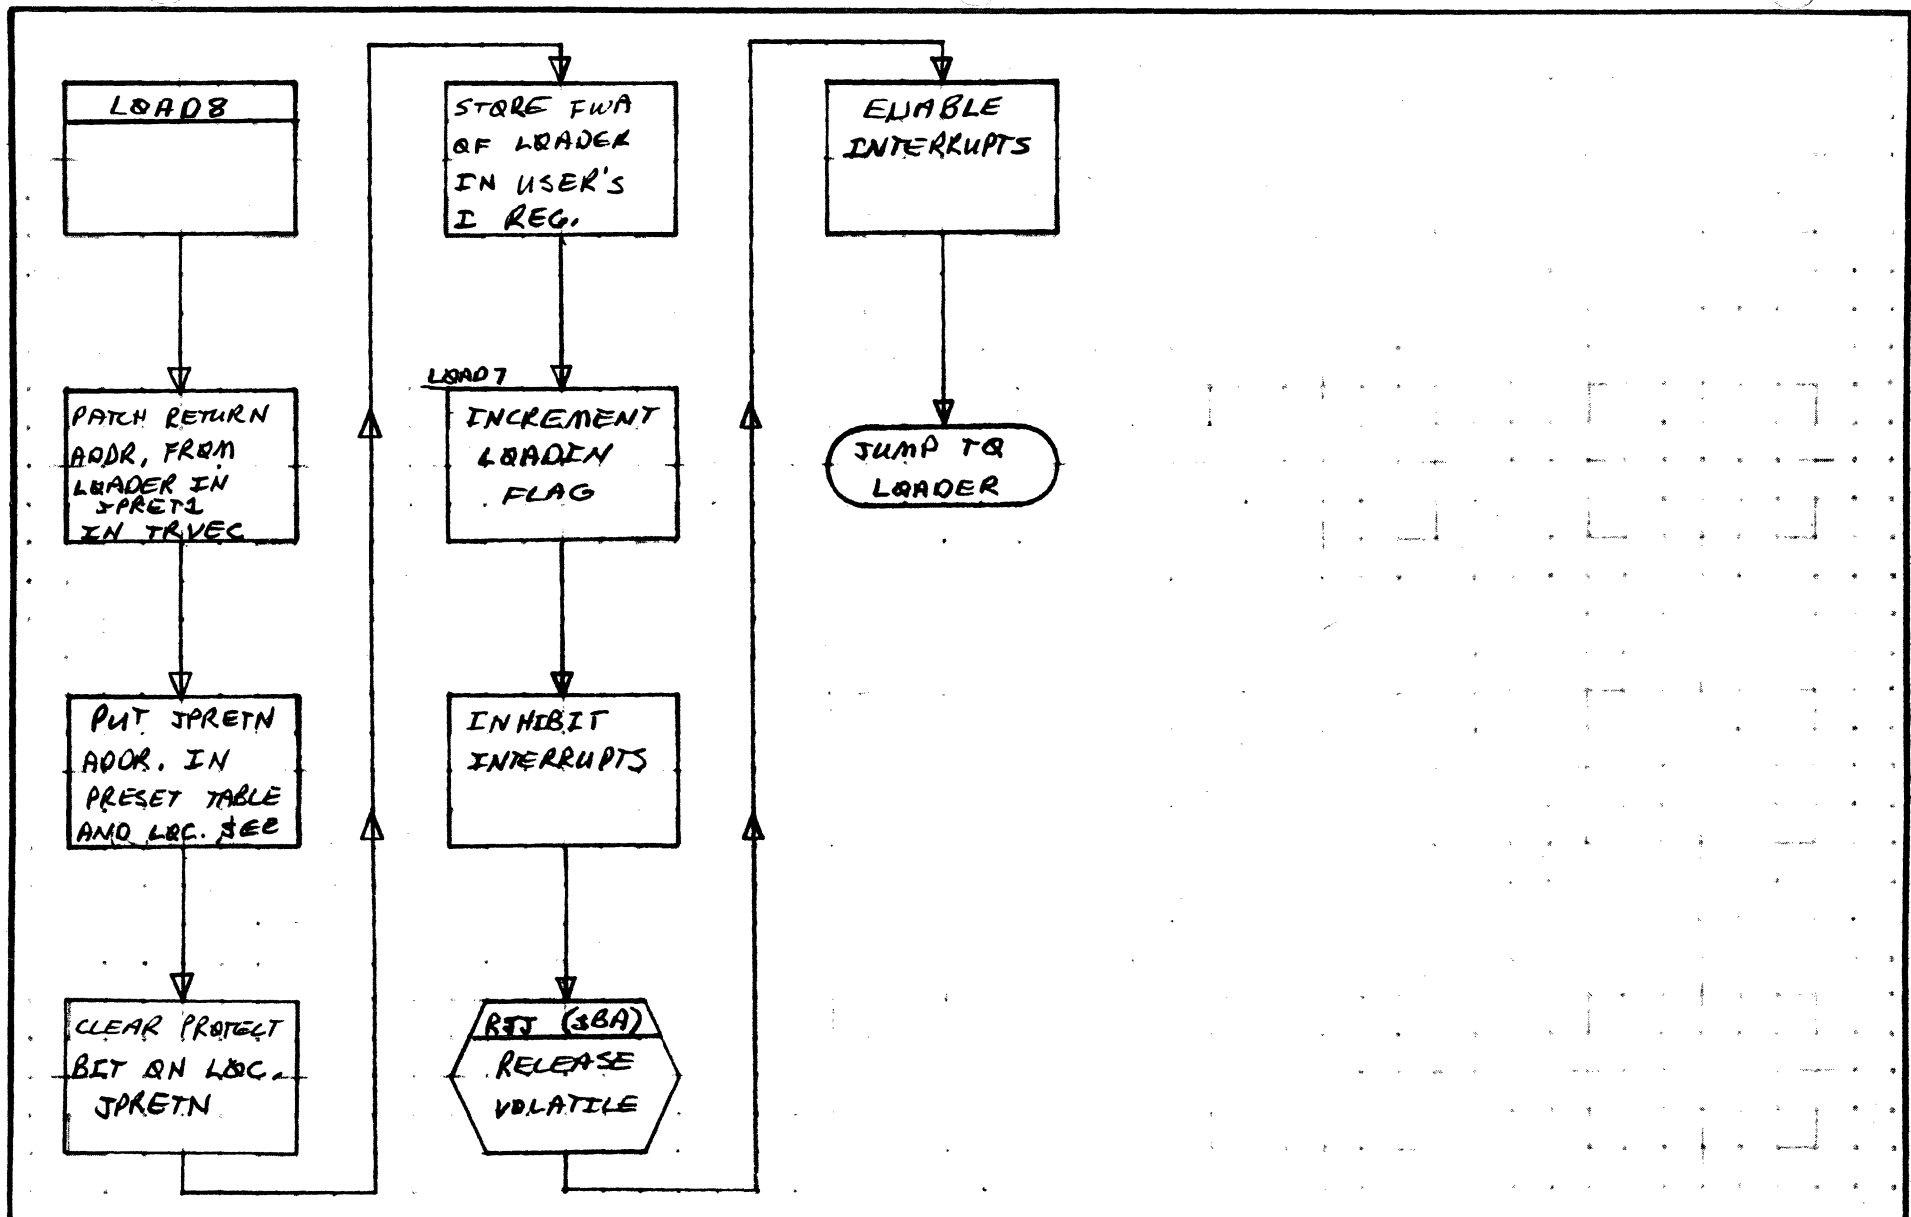 LOAD8
PATCH RETURN
ADDR. FROM
LOADER IN
JPRET1
IN TRVEC
PUT JPRETN
ADDR. IN
PRESET TABLE
AND LOC.
CLEAR PROTECT
BIT ON LOC.
JPRETN
STORE FWA
OF LOADER
IN USER'S
I REG.
LOAD7
INCREMENT
LOADIN
FLAG
INHIBIT
INTERRUPTS
RTJ ($BA)
RELEASE
VOLATILE
ENABLE
INTERRUPTS
JUMP TO
LOADER